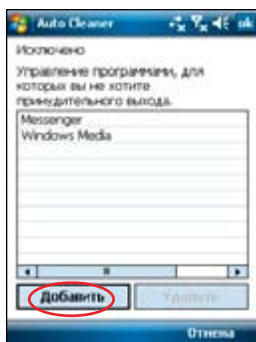 Auto Cleaner
ok
Исключено
Управление программами, для
которых вы не хотите
принудительного выхода.
Messenger
Windows Media
Добавить
Удалить
Отмена